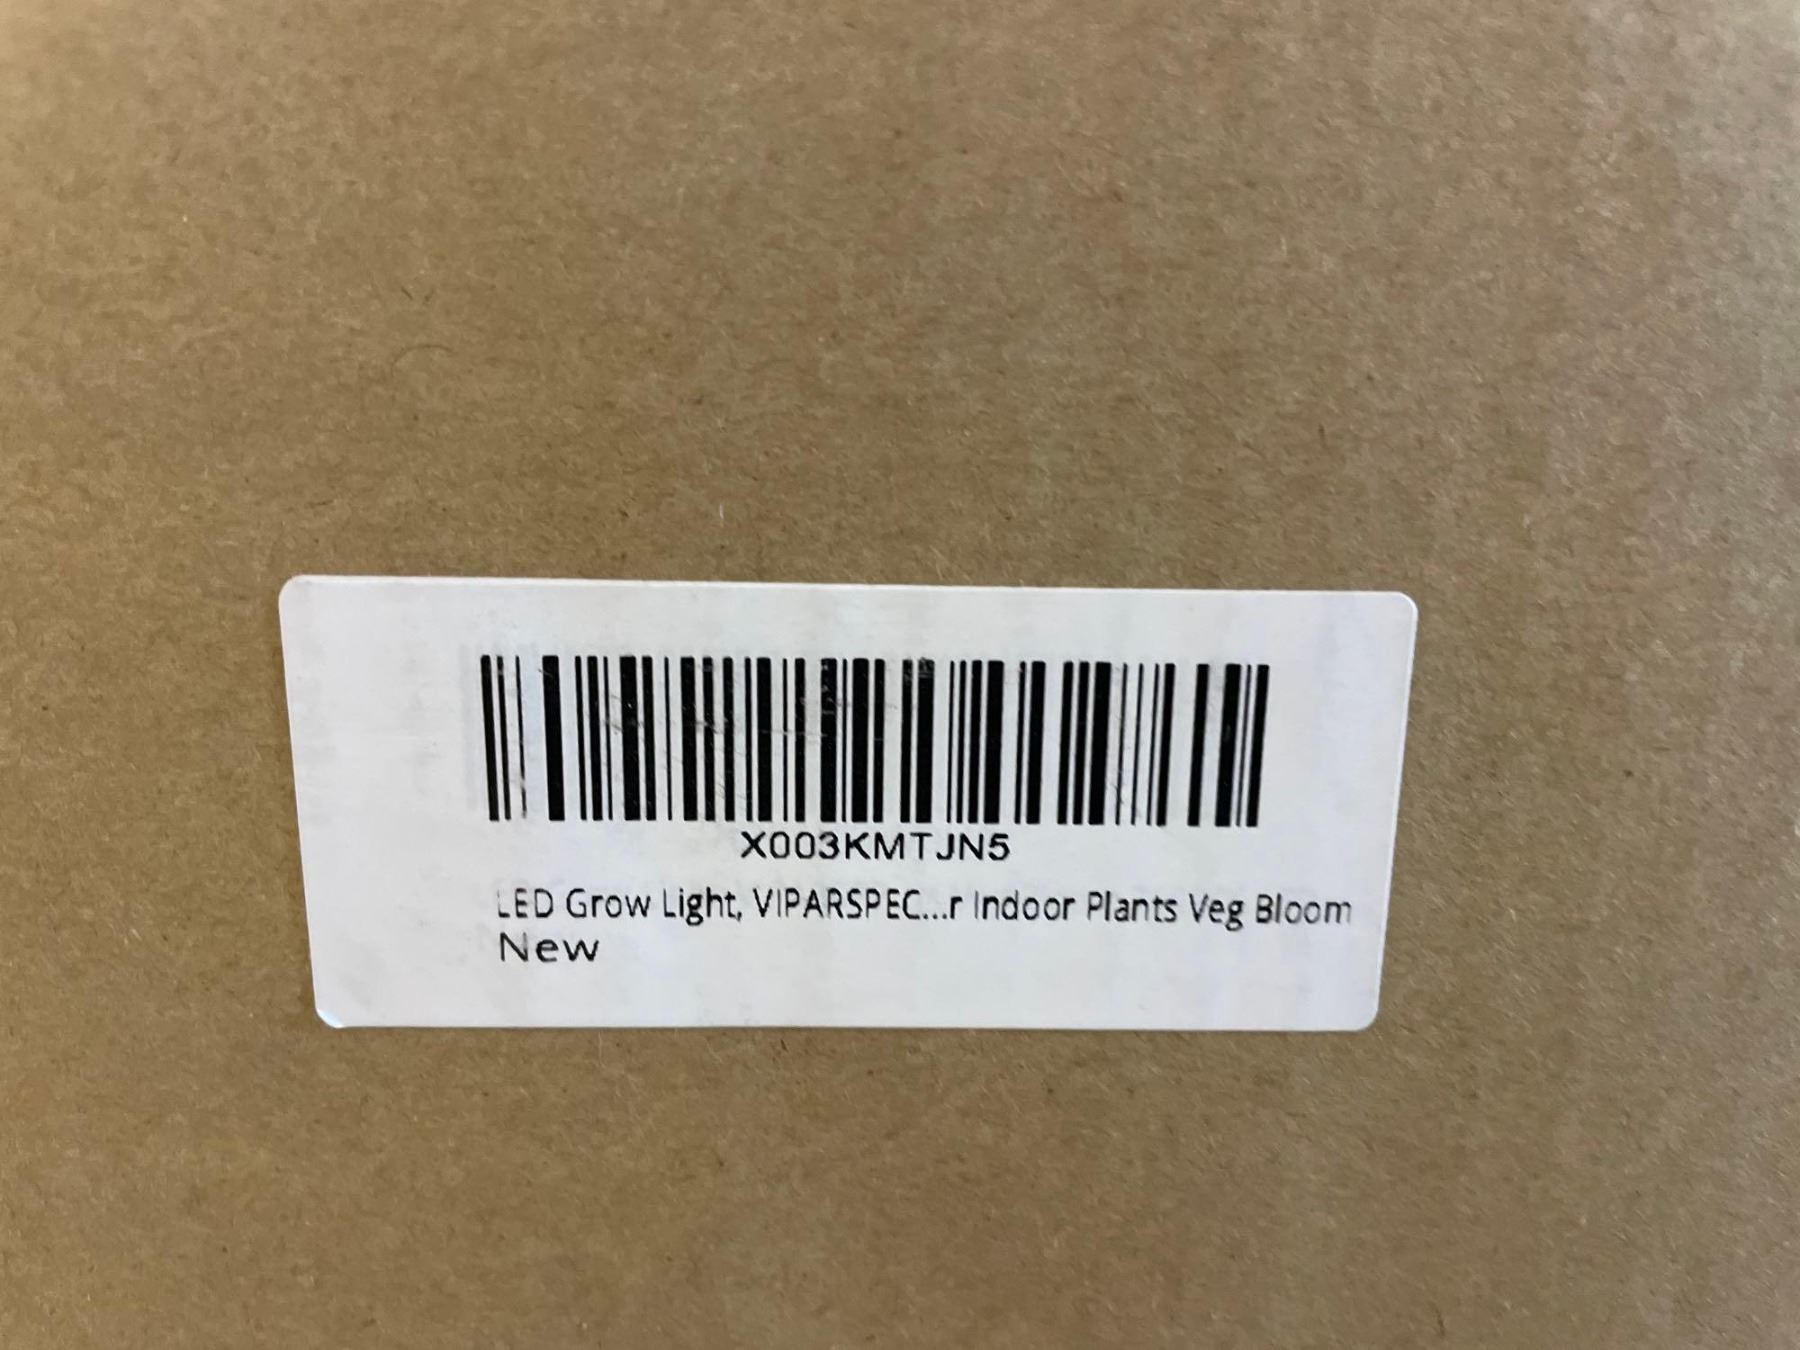 X003KMTJN5
LED Grow Light, VIPARSPEC...r Indoor Plants Veg Bloom
New